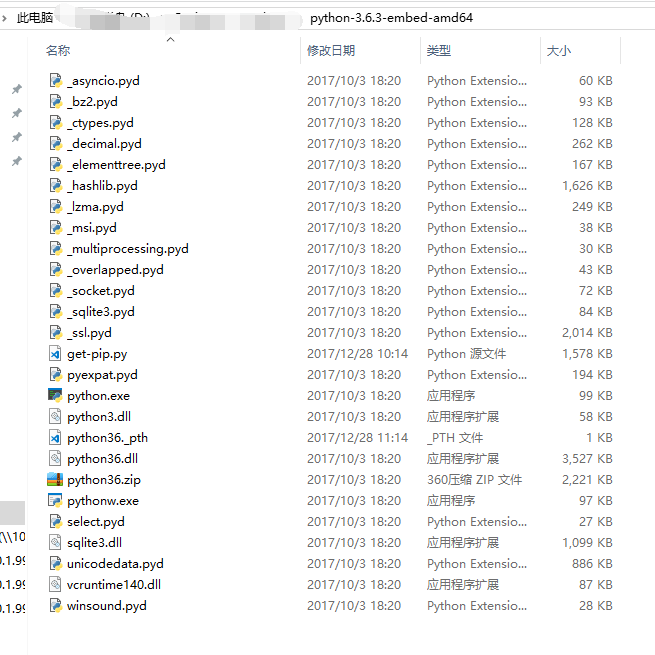 此电脑 (D:) python-3.6.3-embed-amd64
名称 修改日期 类型 大小
_asyncio.pyd 2017/10/3 18:20 Python Extensio... 60 KB
_bz2.pyd 2017/10/3 18:20 Python Extensio... 93 KB
_ctypes.pyd 2017/10/3 18:20 Python Extensio... 128 KB
_decimal.pyd 2017/10/3 18:20 Python Extensio... 262 KB
_elementtree.pyd 2017/10/3 18:20 Python Extensio... 167 KB
_hashlib.pyd 2017/10/3 18:20 Python Extensio... 1,626 KB
_lzma.pyd 2017/10/3 18:20 Python Extensio... 249 KB
_msi.pyd 2017/10/3 18:20 Python Extensio... 38 KB
_multiprocessing.pyd 2017/10/3 18:20 Python Extensio... 30 KB
_overlapped.pyd 2017/10/3 18:20 Python Extensio... 43 KB
_socket.pyd 2017/10/3 18:20 Python Extensio... 72 KB
_sqlite3.pyd 2017/10/3 18:20 Python Extensio... 84 KB
_ssl.pyd 2017/10/3 18:20 Python Extensio... 2,014 KB
get-pip.py 2017/12/28 10:14 Python 源文件 1,578 KB
pyexpat.pyd 2017/10/3 18:20 Python Extensio... 194 KB
python.exe 2017/10/3 18:20 应用程序 99 KB
python3.dll 2017/10/3 18:20 应用程序扩展 58 KB
python36._pth 2017/12/28 11:14 _PTH 文件 1 KB
python36.dll 2017/10/3 18:20 应用程序扩展 3,527 KB
python36.zip 2017/10/3 18:20 360压缩 ZIP 文件 2,221 KB
pythonw.exe 2017/10/3 18:20 应用程序 97 KB
select.pyd 2017/10/3 18:20 Python Extensio... 27 KB
(\\10 sqlite3.dll 2017/10/3 18:20 应用程序扩展 1,099 KB
0.1.99 unicodedata.pyd 2017/10/3 18:20 Python Extensio... 886 KB
0.1.99 vcruntime140.dll 2017/10/3 18:20 应用程序扩展 87 KB
0.1.99 winsound.pyd 2017/10/3 18:20 Python Extensio... 28 KB